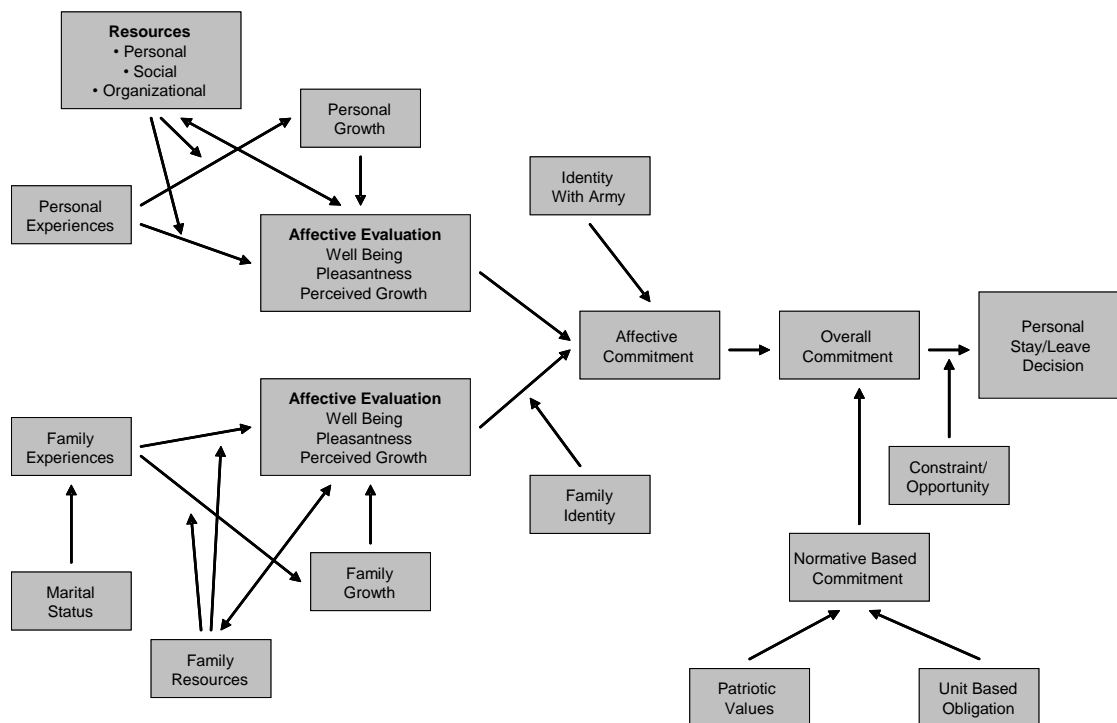 Resources
• Personal
• Social
• Organizational
Personal
Growth
Personal
Experiences
Identity
With Army
Affective Evaluation
Well Being
Pleasantness
Perceived Growth
Affective
Commitment
Overall
Commitment
Personal
Stay/Leave
Decision
Affective Evaluation
Well Being
Pleasantness
Perceived Growth
Family
Experiences
Constraint/
Opportunity
Family
Identity
Normative Based
Commitment
Marital
Status
Family
Growth
Family
Resources
Patriotic
Values
Unit Based
Obligation